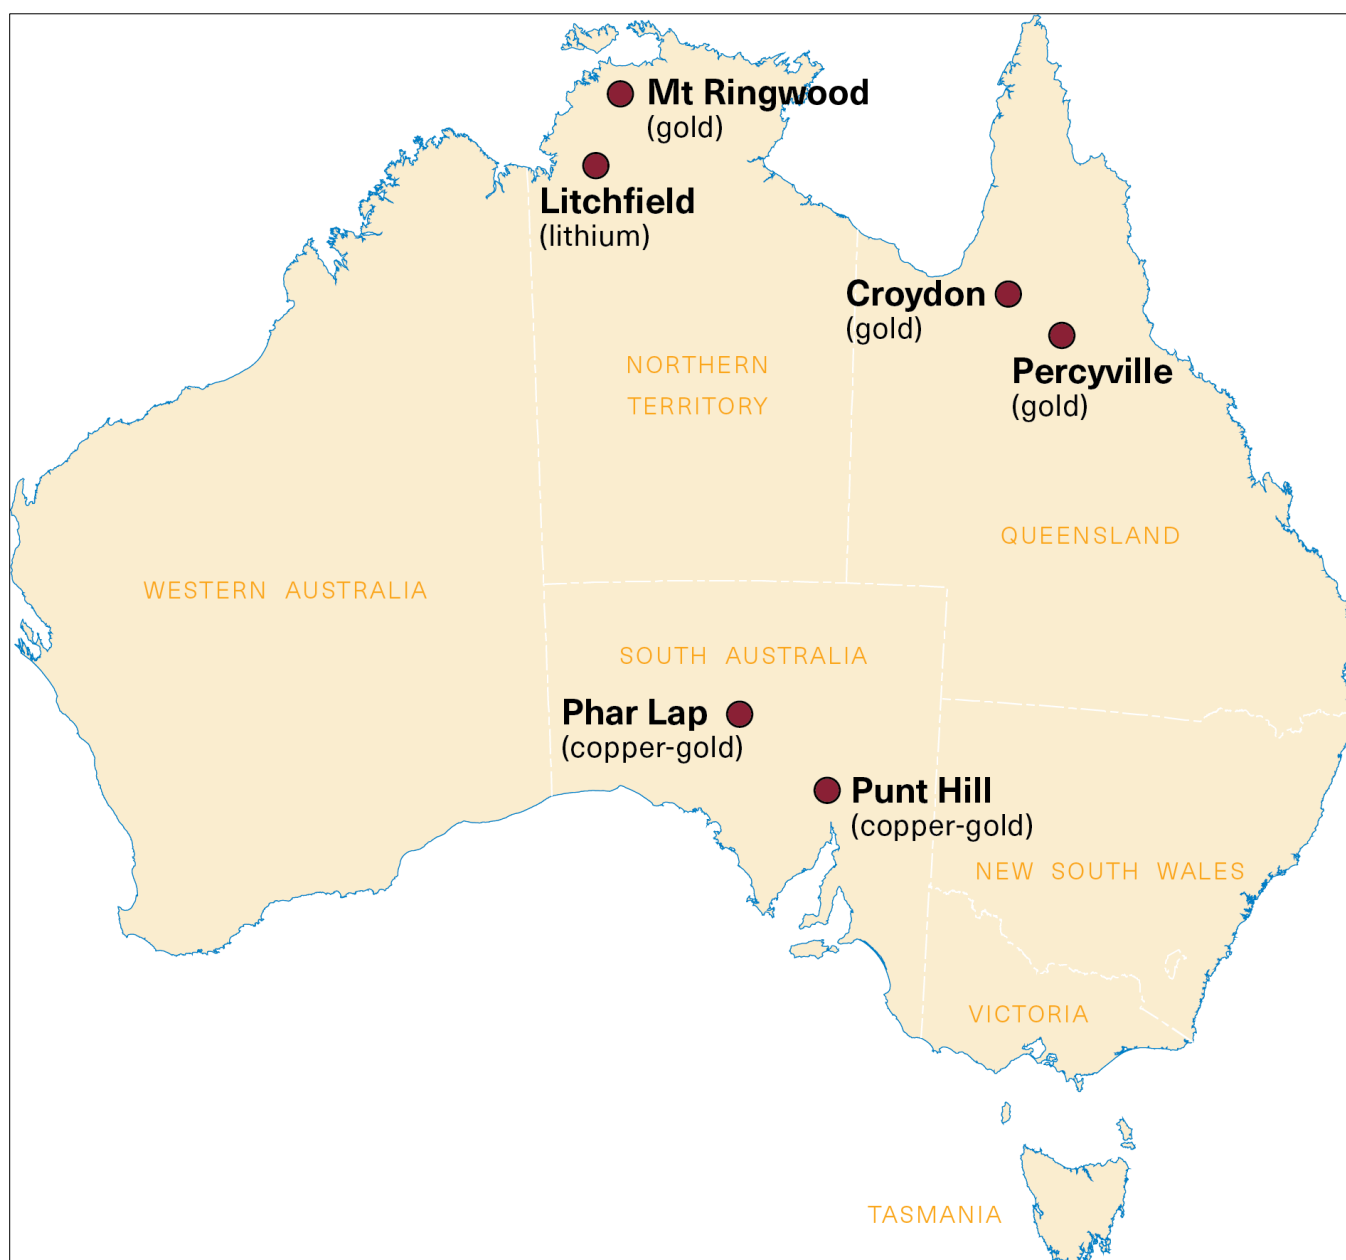 Mt Ringwood
(gold)
Litchfield
(lithium)
Croydon
(gold)
Percyville
(gold)
NORTHERN
TERRITORY
QUEENSLAND
WESTERN AUSTRALIA
SOUTH AUSTRALIA
Phar Lap
(copper-gold)
Punt Hill
(copper-gold)
NEW SOUTH WALES
VICTORIA
TASMANIA